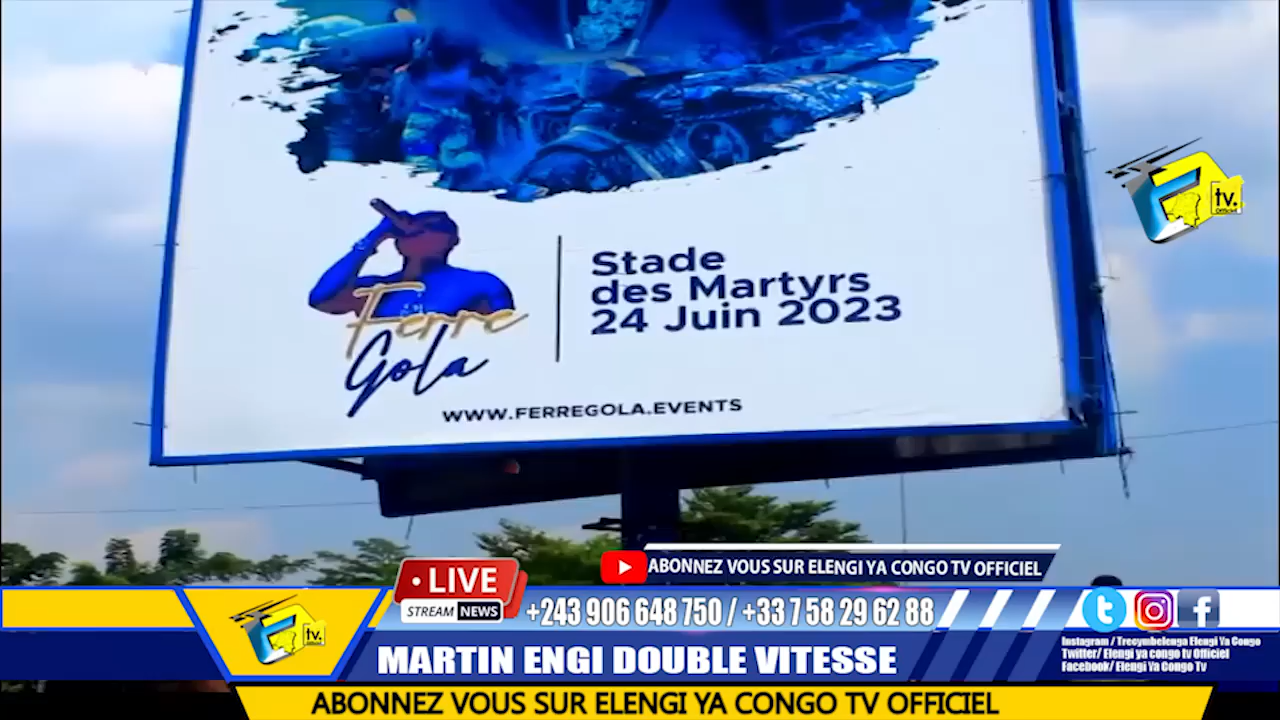 tv.
Officiel
Stade
des Martyrs
24 Juin 2023
Ferre
Gola
WWW.FERREGOLA.EVENTS
ABONNEZ VOUS SUR ELENGI YA CONGO TV OFFICIEL
LIVE
STREAM NEWS
+243 906 648 750 / +33 7 58 29 62 88
tv.
MARTIN ENGI DOUBLE VITESSE
Instagram / Trecymbelenga Elengi Ya Congo
Twitter/ Elengi ya congo tv Officiel
Facebook/ Elengi Ya Congo Tv
ABONNEZ VOUS SUR ELENGI YA CONGO TV OFFICIEL